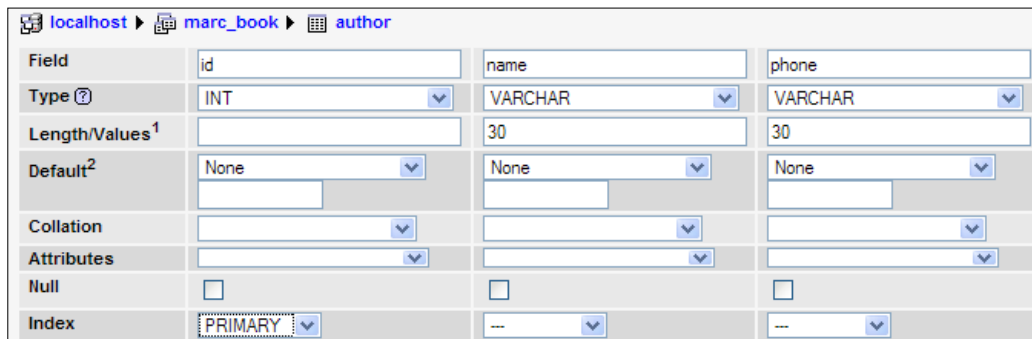 localhost ▶ marc_book ▶ author
Field id name phone
Type ? INT VARCHAR VARCHAR
Length/Values1 30 30
Default2 None None None
Collation
Attributes
Null
Index PRIMARY --- ---